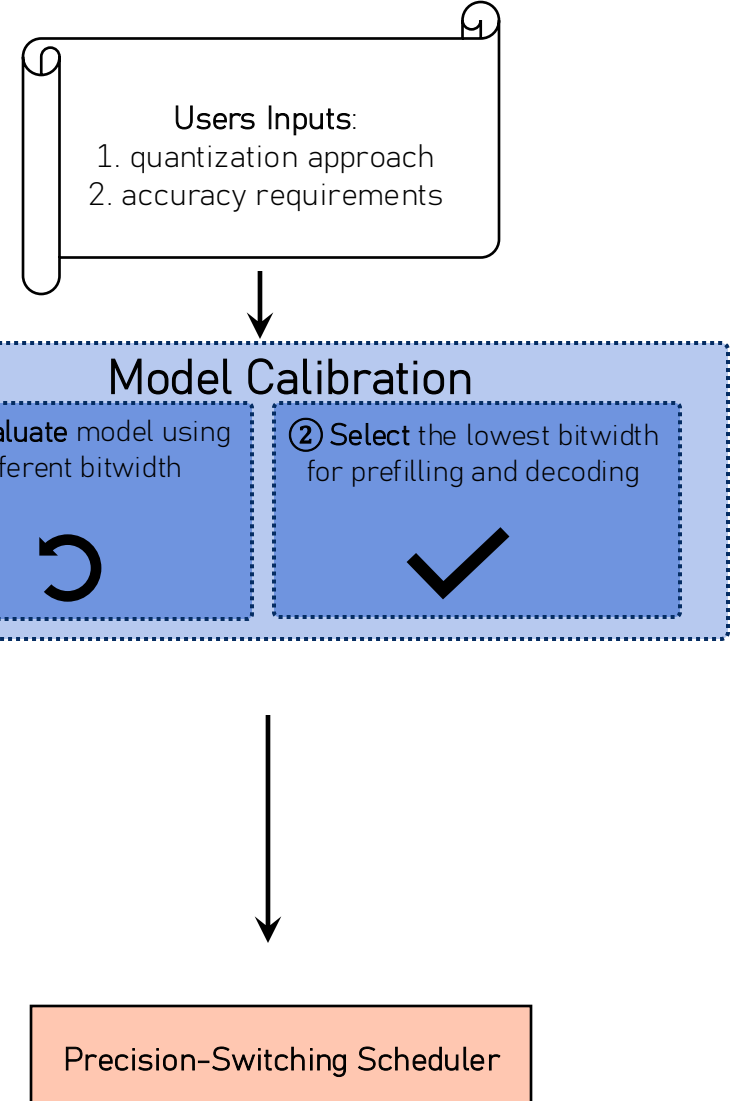 Users Inputs:
1. quantization approach
2. accuracy requirements
Model Calibration
model using
bitwidth
② Select the lowest bitwidth
for prefilling and decoding
Precision-Switching Scheduler